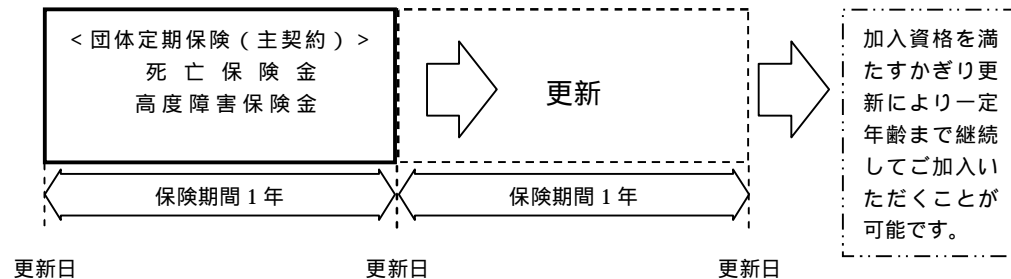 ＜団体定期保険（主契約）＞
死亡保険金
高度障害保険金
更新
加入資格を満
たすかぎり更
新により一定
年齢まで継続
してご加入い
ただくことが
可能です。
保険期間1年
保険期間1年
更新日
更新日
更新日